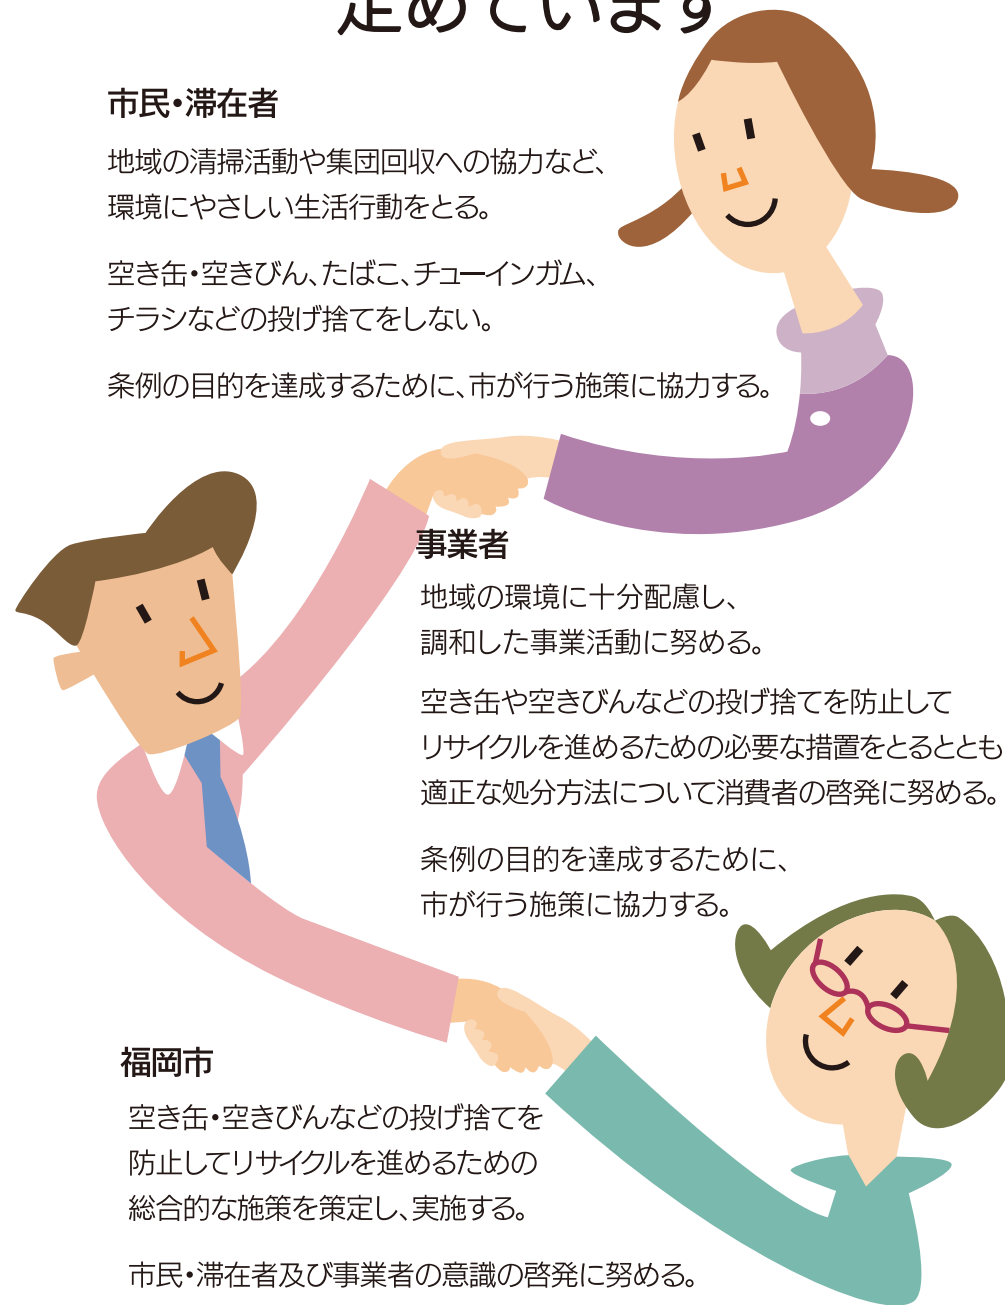 定めています
市民・滞在者
地域の清掃活動や集団回収への協力など、
環境にやさしい生活行動をとる。
空き缶・空きびん、たばこ、チューインガム、
チラシなどの投げ捨てをしない。
条例の目的を達成するために、市が行う施策に協力する。
事業者
地域の環境に十分配慮し、
調和した事業活動に努める。
空き缶や空きびんなどの投げ捨てを防止して
リサイクルを進めるための必要な措置をとるととも
適正な処分方法について消費者の啓発に努める。
条例の目的を達成するために、
市が行う施策に協力する。
福岡市
空き缶・空きびんなどの投げ捨てを
防止してリサイクルを進めるための
総合的な施策を策定し、実施する。
市民・滞在者及び事業者の意識の啓発に努める。